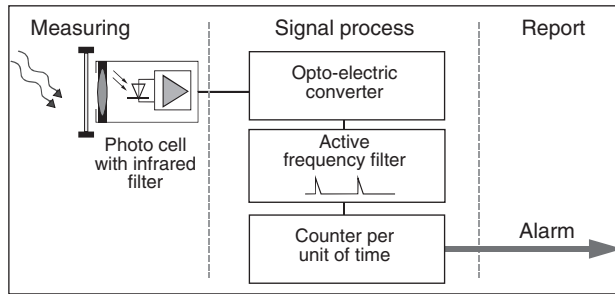 Measuring
Signal process
Report
Opto-electric
converter
Photo cell
with infrared
filter
Active
frequency filter
Counter per
unit of time
Alarm